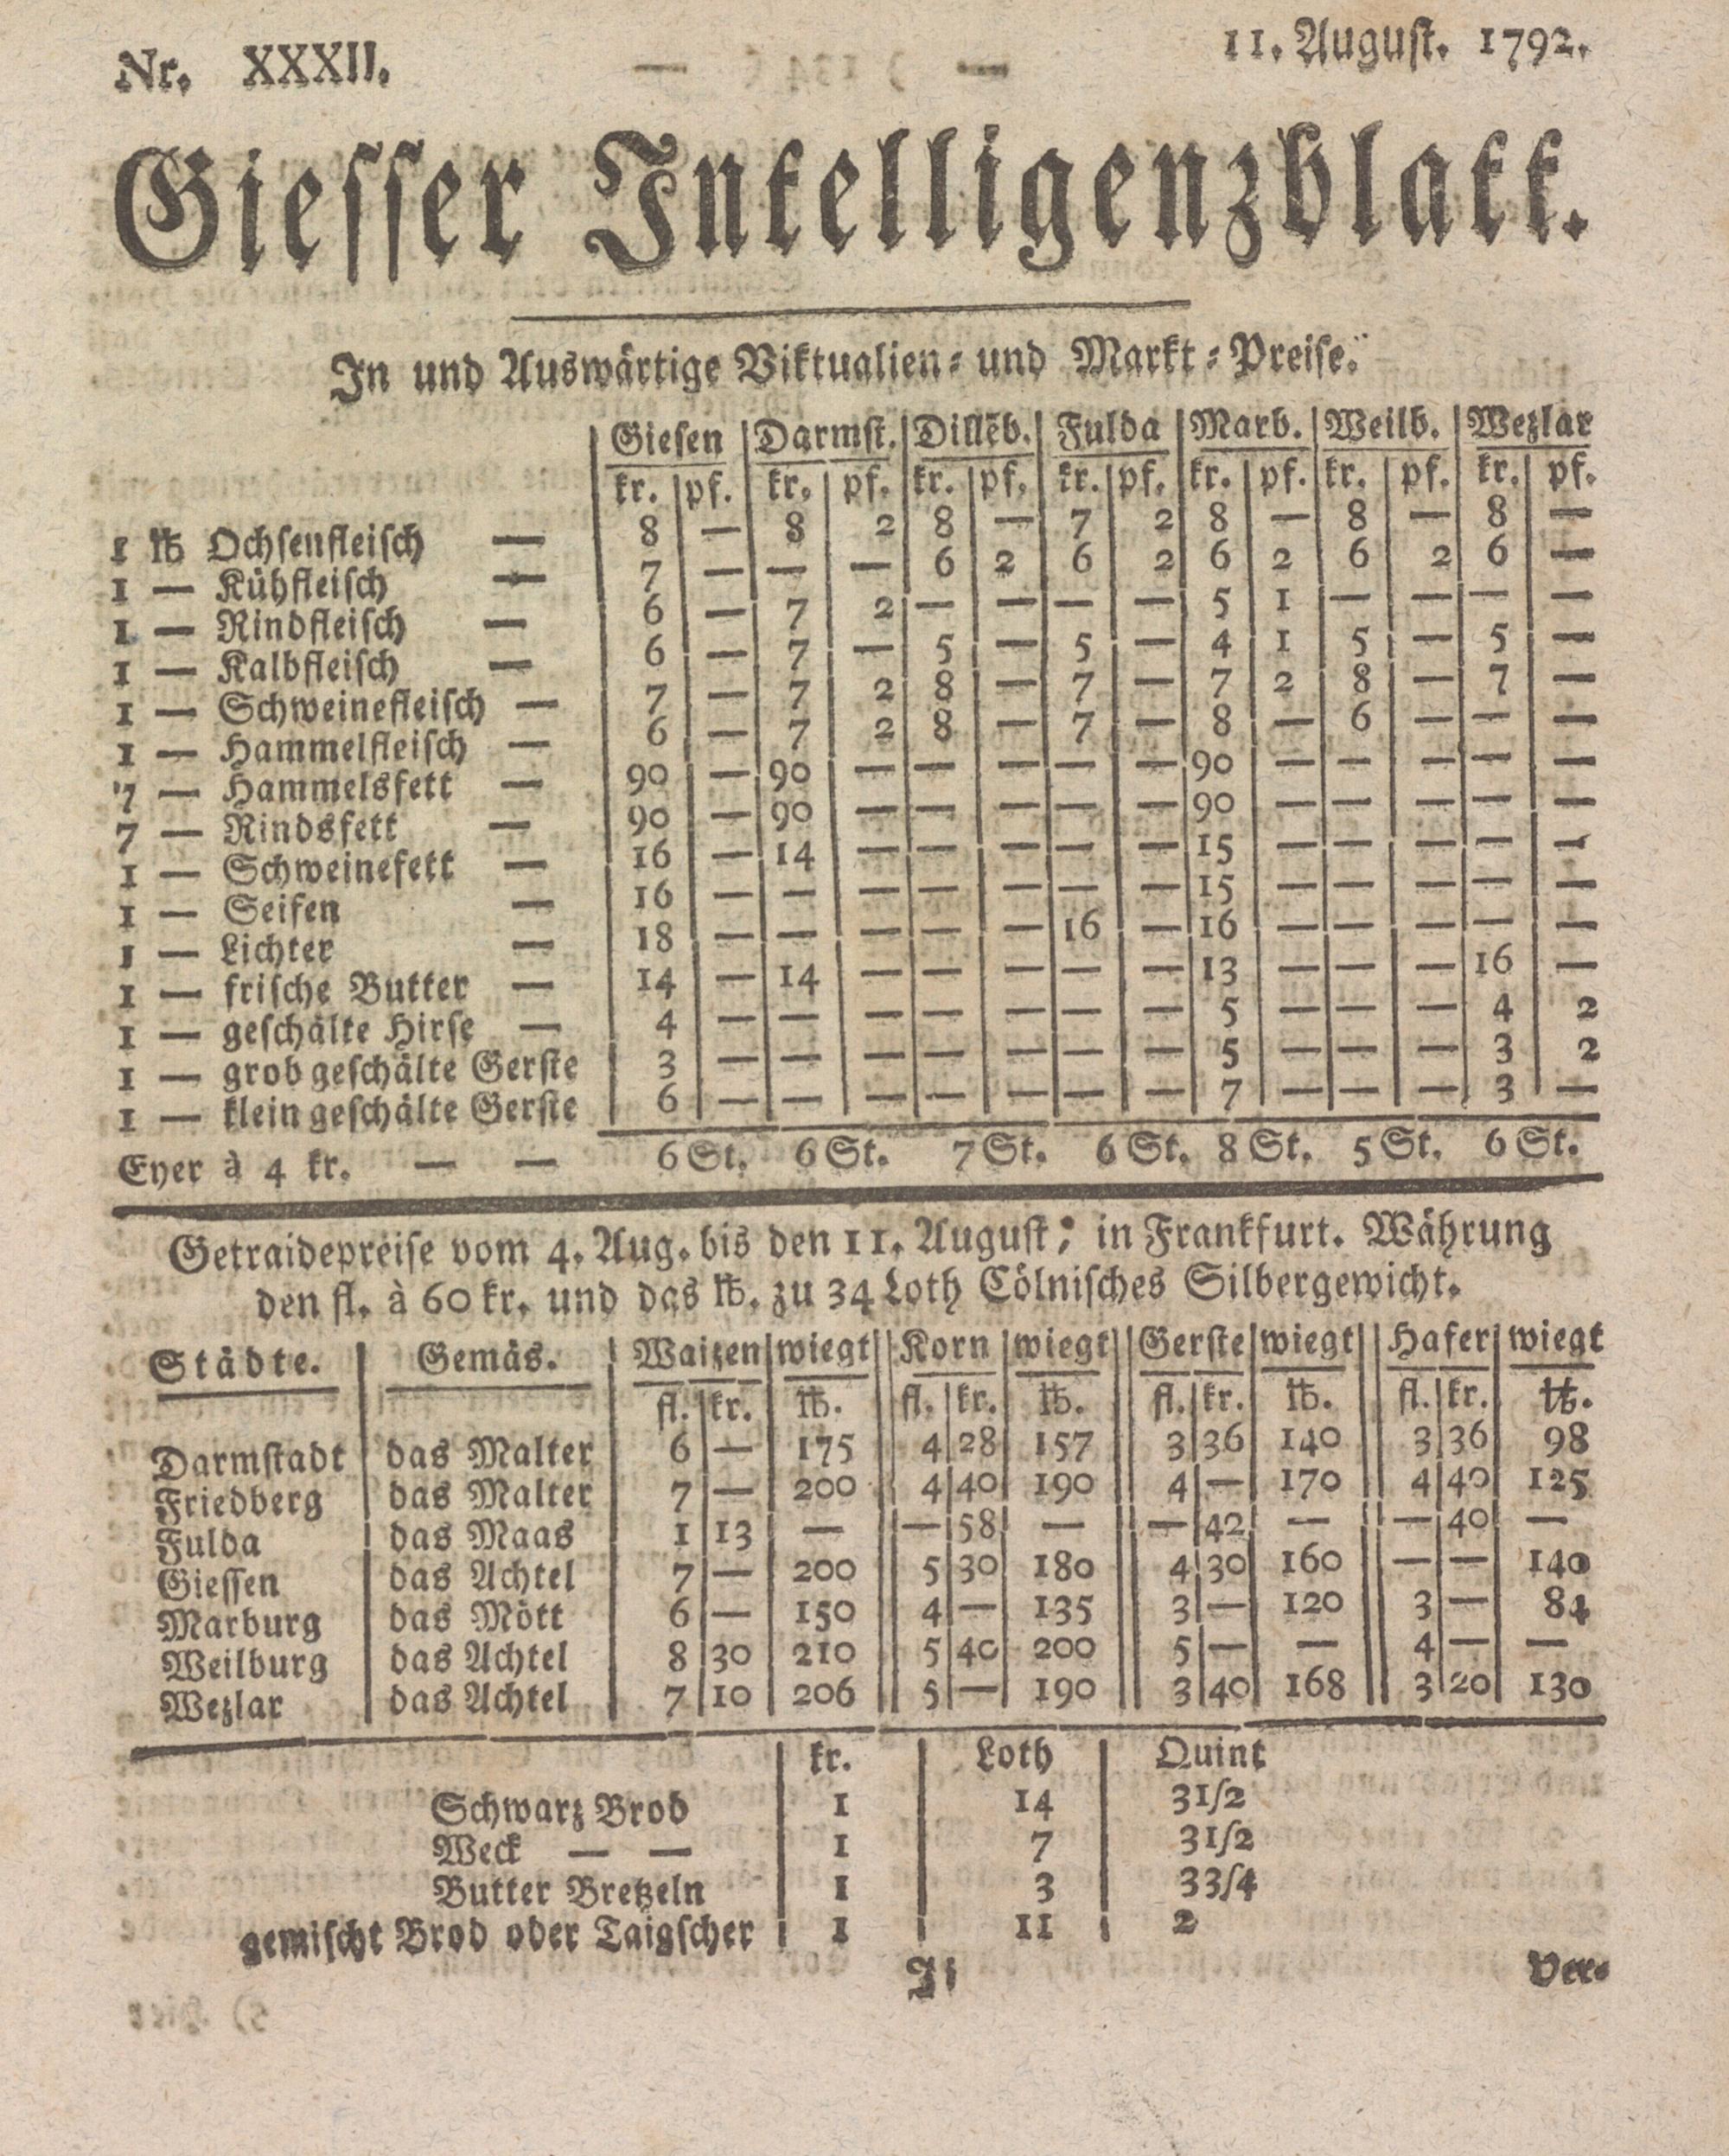 Nr. XXXII. 11. August. 1792.
Giesser Intelligenzblatt.
In und Auswärtige Viktualien- und Markt-Preise.
Giesen Darmst. Dillēb. Fulda Marb. Weilb. Wezlar
kr. pf. kr. pf. kr. pf. kr. pf. kr. pf. kr. pf. kr. pf.
1 ℔ Ochsenfleisch — 8 — 8 2 8 — 7 2 8 — 8 — 8 —
1 — Kühfleisch — 7 — — — 6 2 6 2 6 2 6 2 6 —
1 — Rindfleisch — 6 — 7 2 — — — — 5 1 — — — —
1 — Kalbfleisch — 6 — 7 — 5 — 5 — 4 1 5 — 5 —
1 — Schweinefleisch — 7 — 7 2 8 — 7 — 7 2 8 — 7 —
1 — Hammelfleisch — 6 — 7 2 8 — 7 — 8 — 6 — — —
7 — Hammelsfett — 90 — 90 — — — — — 90 — — — — —
7 — Rindsfett — 90 — 90 — — — — — 90 — — — — —
1 — Schweinefett — 16 — 14 — — — — — 15 — — — — —
1 — Seifen — 16 — — — — — — — 15 — — — — —
1 — Lichter — 18 — — — — — 16 — 16 — — — — —
1 — frische Butter — 14 — 14 — — — — — 13 — — — 16 —
1 — geschälte Hirse — 4 — — — — — — — 5 — — — 4 2
1 — grob geschälte Gerste 3 — — — — — — — 5 — — — 3 2
1 — klein geschälte Gerste 6 — — — — — — — 7 — — — 3 —
Eyer à 4 kr. — — 6 St. 6 St. 7 St. 6 St. 8 St. 5 St. 6 St.
Getraidepreise vom 4. Aug. bis den 11. August; in Frankfurt. Währung
den fl. à 60 kr. und das ℔. zu 34 Loth Cölnisches Silbergewicht.
Städte. Gemäs. Waizen wiegt Korn wiegt Gerste wiegt Hafer wiegt
fl. kr. ℔. fl. kr. ℔. fl. kr. ℔. fl. kr. ℔.
Darmstadt das Malter 6 — 175 4 28 157 3 36 140 3 36 98
Friedberg das Malter 7 — 200 4 40 190 4 — 170 4 40 125
Fulda das Maas 1 13 — — 58 — — 42 — — 40 —
Giessen das Achtel 7 — 200 5 30 180 4 30 160 — — 140
Marburg das Mött 6 — 150 4 — 135 3 — 120 3 — 84
Weilburg das Achtel 8 30 210 5 40 200 5 — — 4 — —
Wezlar das Achtel 7 10 206 5 — 190 3 40 168 3 20 130
kr. Loth Quint
Schwarz Brod 1 14 3 1/2
Weck — — 1 7 3 1/2
Butter Bretzeln 1 3 3 3/4
gemischt Brod oder Taigscher 1 11 2
Ji Ver-